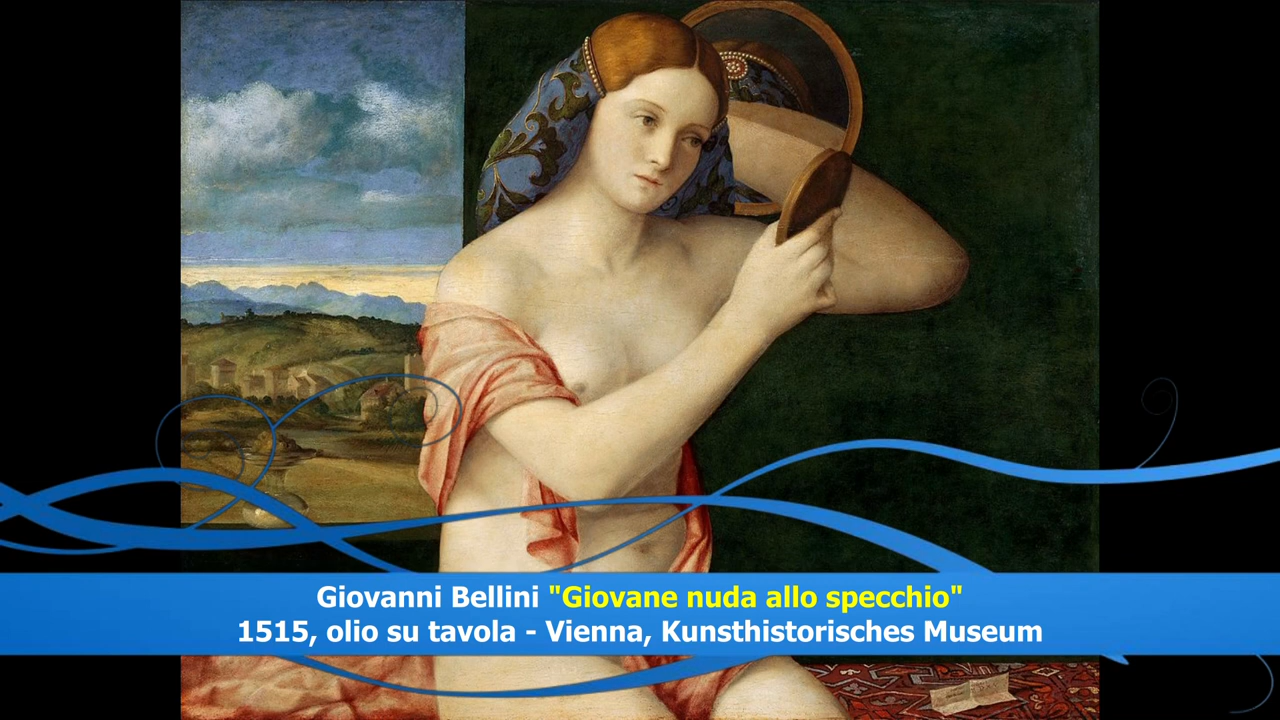 Giovanni Bellini "Giovane nuda allo specchio"
1515, olio su tavola - Vienna, Kunsthistorisches Museum